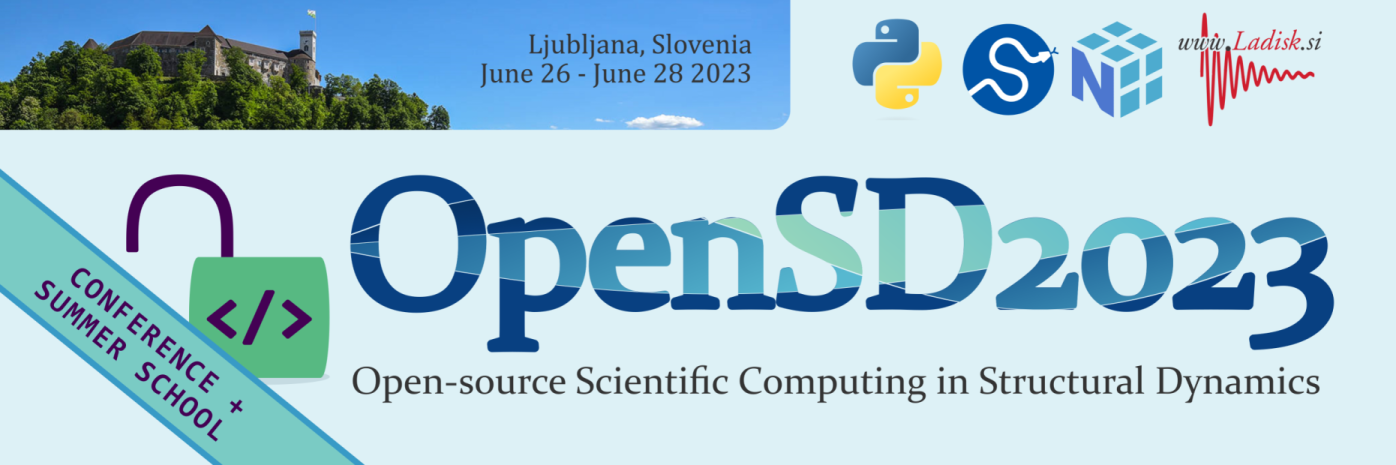 Ljubljana, Slovenia
June 26 - June 28 2023
www.Ladisk.si
OpenSD2023
</>
CONFERENCE +
SUMMER SCHOOL
Open-source Scientific Computing in Structural Dynamics